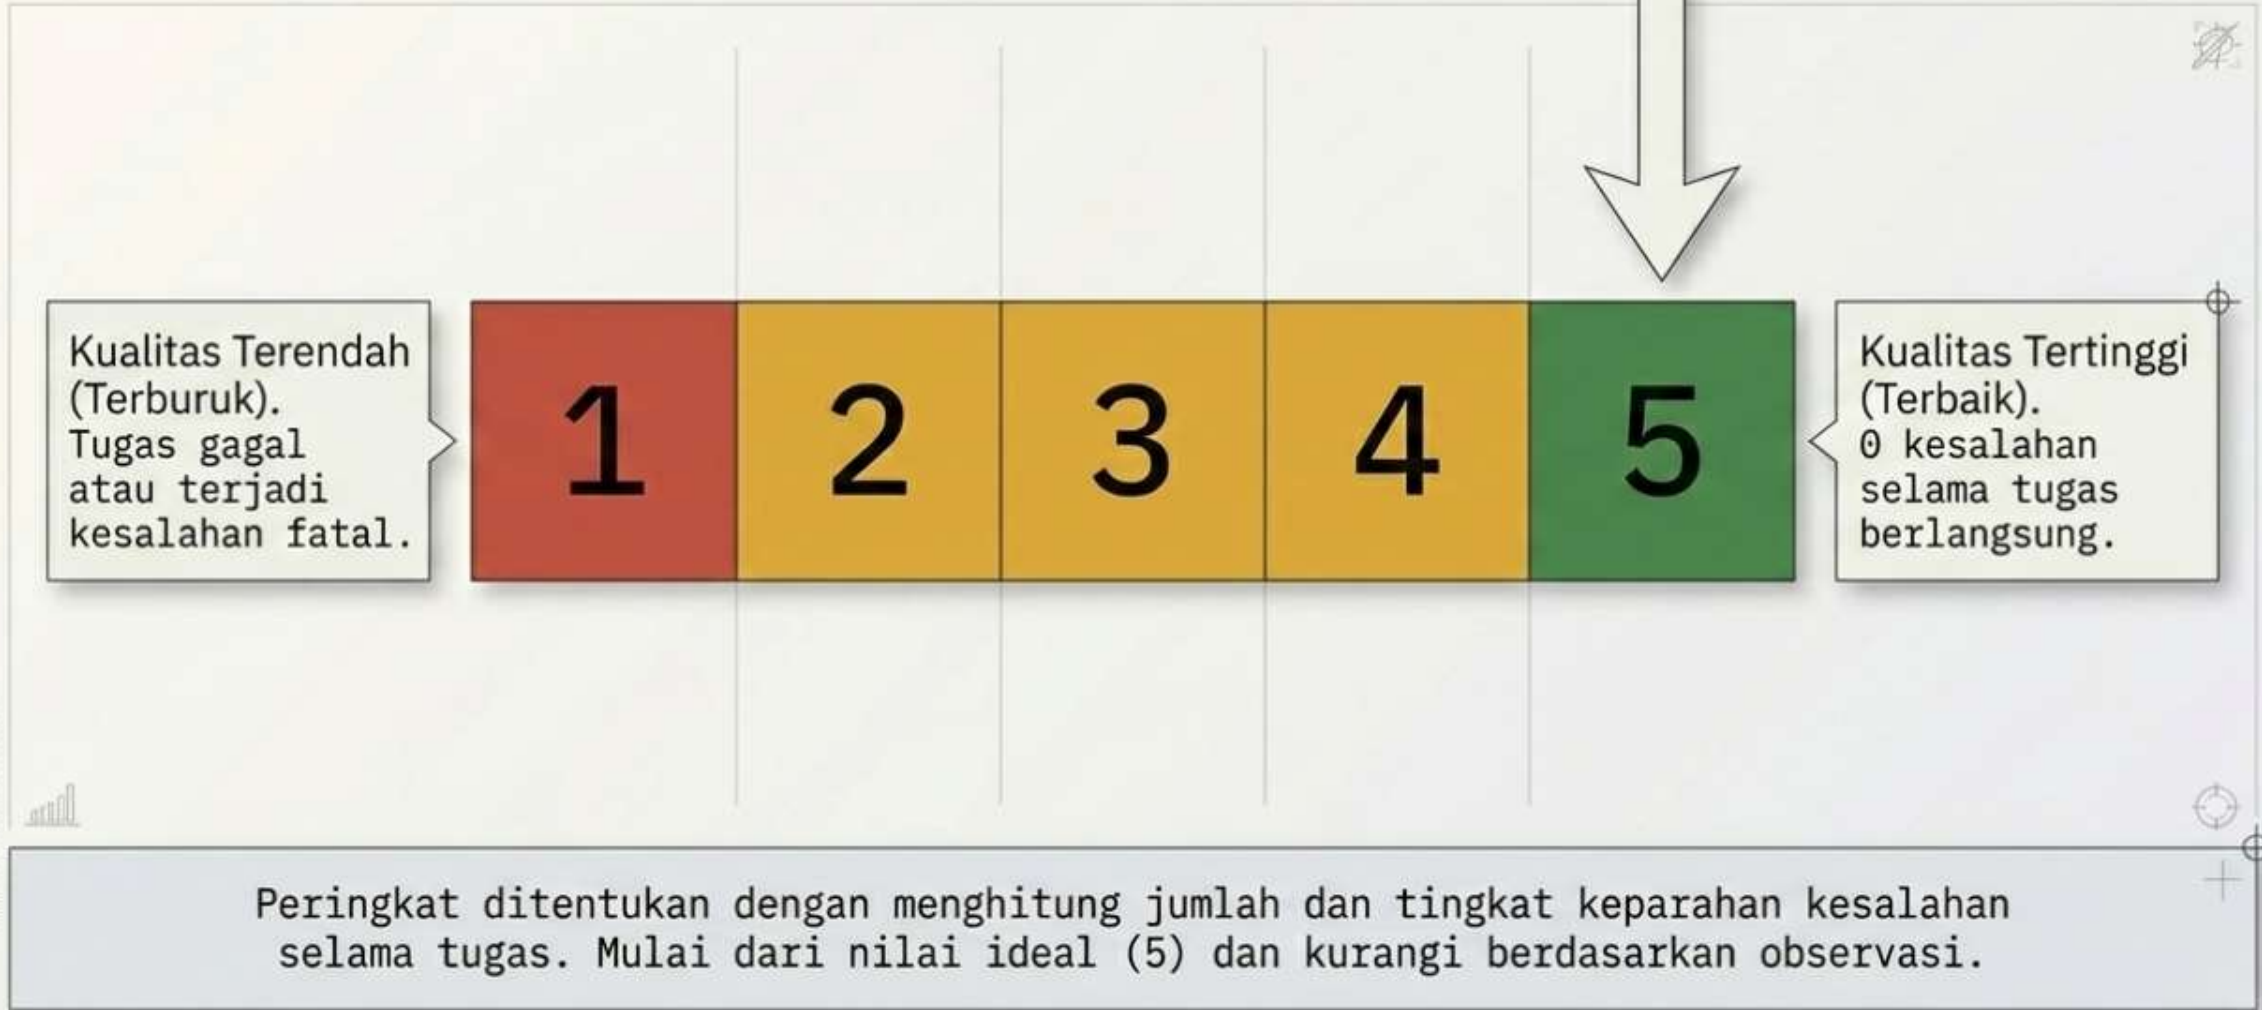 Kualitas Terendah
(Terburuk).
Tugas gagal
atau terjadi
kesalahan fatal.
1
2
3
4
5
Kualitas Tertinggi
(Terbaik).
0 kesalahan
selama tugas
berlangsung.
Peringkat ditentukan dengan menghitung jumlah dan tingkat keparahan kesalahan
selama tugas. Mulai dari nilai ideal (5) dan kurangi berdasarkan observasi.